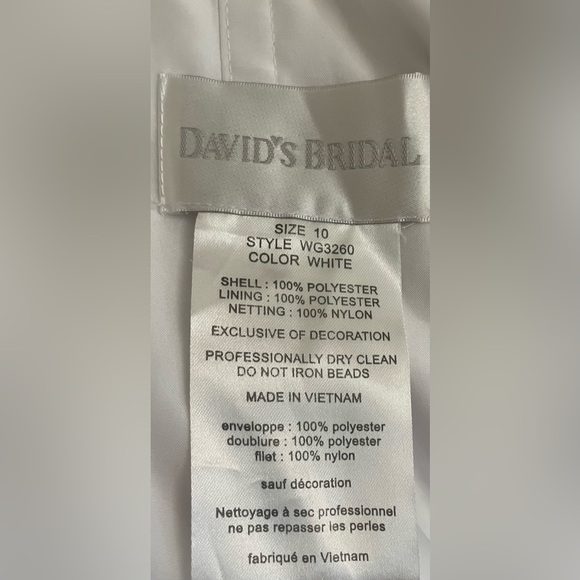 DAVID'S BRIDAL
SIZE 10
STYLE WG3260
COLOR WHITE
SHELL : 100% POLYESTER
LINING : 100% POLYESTER
NETTING : 100% NYLON
EXCLUSIVE OF DECORATION
PROFESSIONALLY DRY CLEAN
DO NOT IRON BEADS
MADE IN VIETNAM
enveloppe : 100% polyester
doublure : 100% polyester
filet : 100% nylon
sauf décoration
Nettoyage à sec professionnel
ne pas repasser les perles
fabriqué en Vietnam